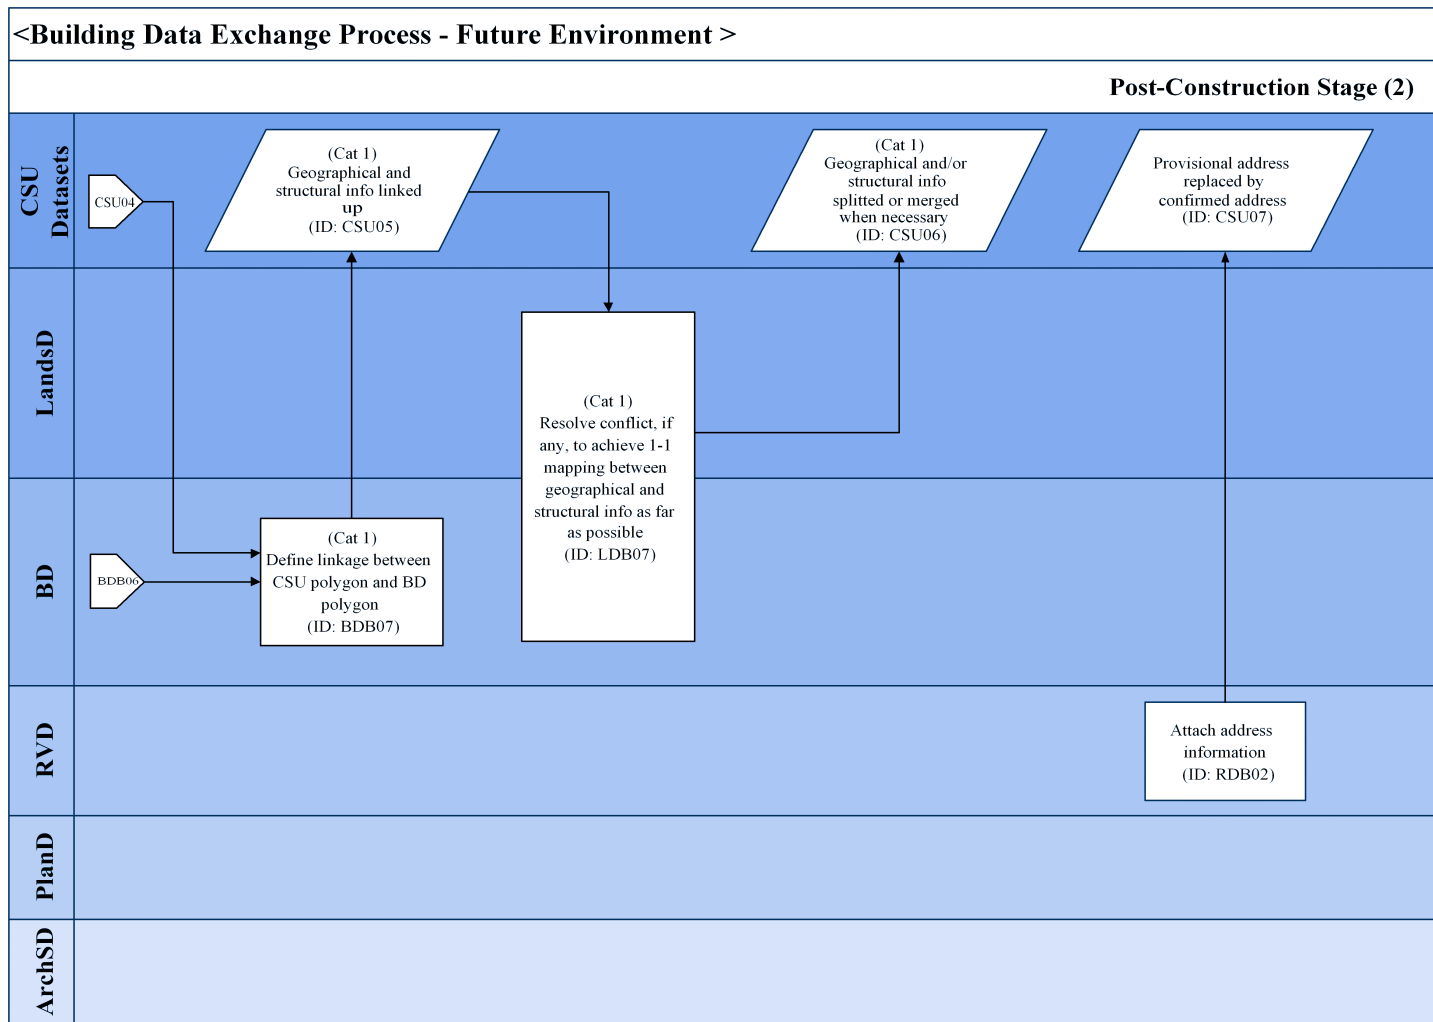 <Building Data Exchange Process - Future Environment >
Post-Construction Stage (2)
CSU
Datasets
CSU04
(Cat 1)
Geographical and
structural info linked
up
(ID: CSU05)
(Cat 1)
Geographical and/or
structural info
splitted or merged
when necessary
(ID: CSU06)
Provisional address
replaced by
confirmed address
(ID: CSU07)
LandsD
(Cat 1)
Resolve conflict, if
any, to achieve 1-1
mapping between
geographical and
structural info as far
as possible
(ID: LDB07)
BD
BDB06
(Cat 1)
Define linkage between
CSU polygon and BD
polygon
(ID: BDB07)
RVD
Attach address
information
(ID: RDB02)
PlanD
ArchSD